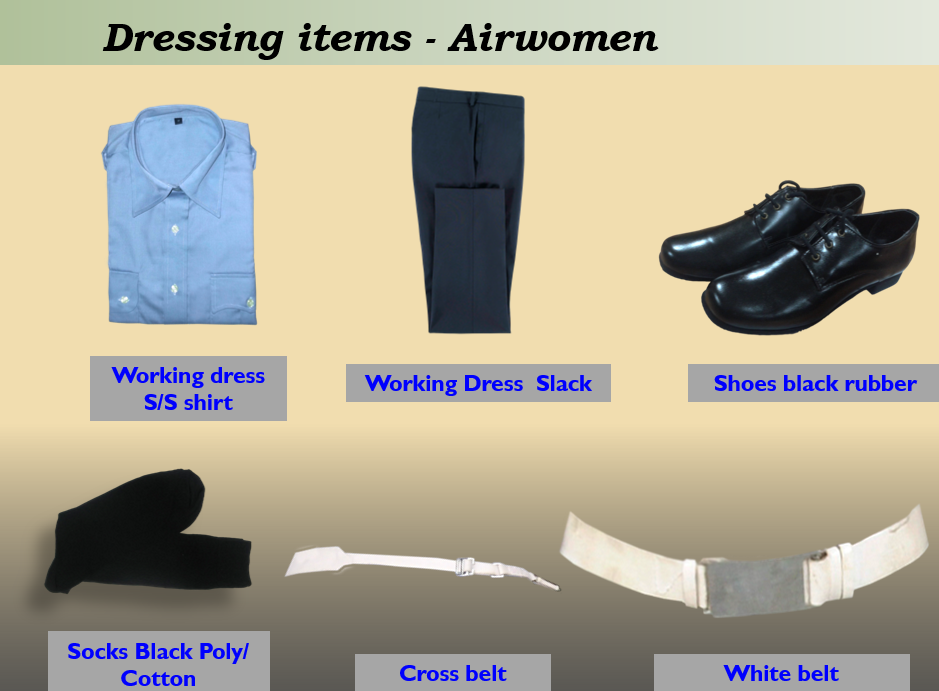 Dressing items - Airwomen
Working dress
S/S shirt
Working Dress  Slack
Shoes black rubber
Socks Black Poly/
Cotton
Cross belt
White belt